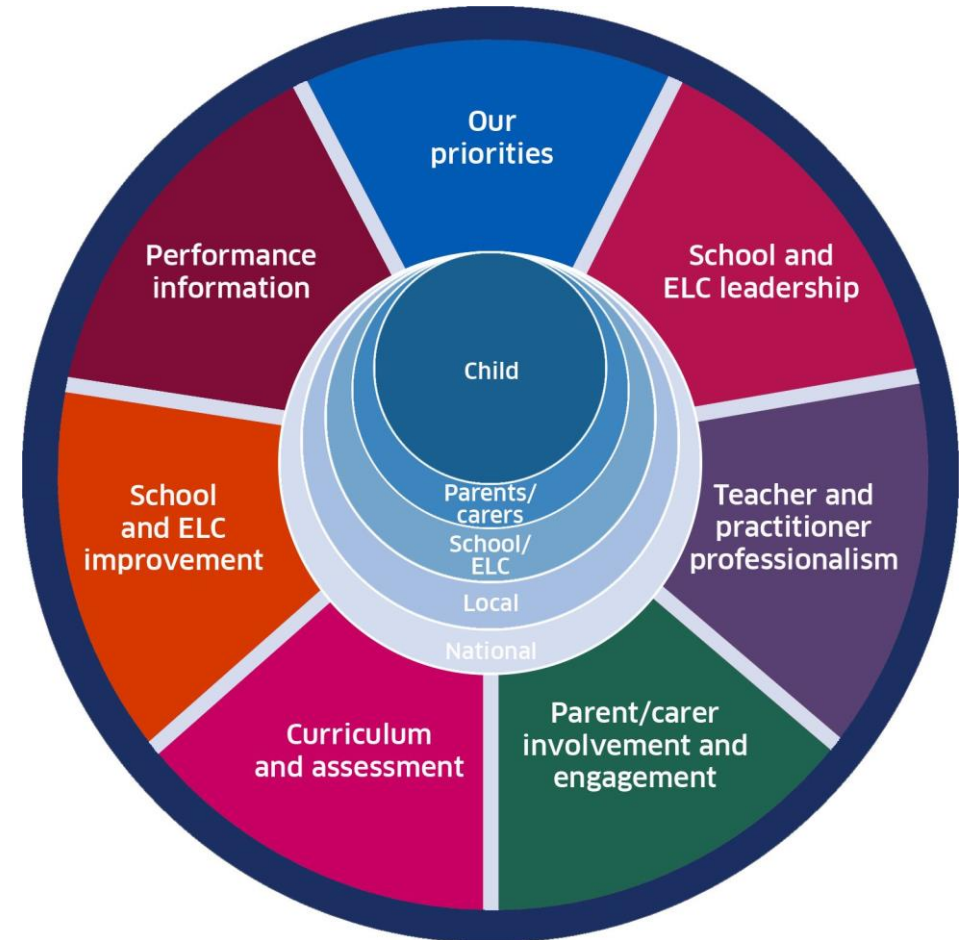 Our
priorities
School and
ELC leadership
Teacher and
practitioner
professionalism
Parent/carer
involvement and
engagement
Curriculum
and assessment
School
and ELC
improvement
Performance
information
Child
Parents/
carers
School/
ELC
Local
National